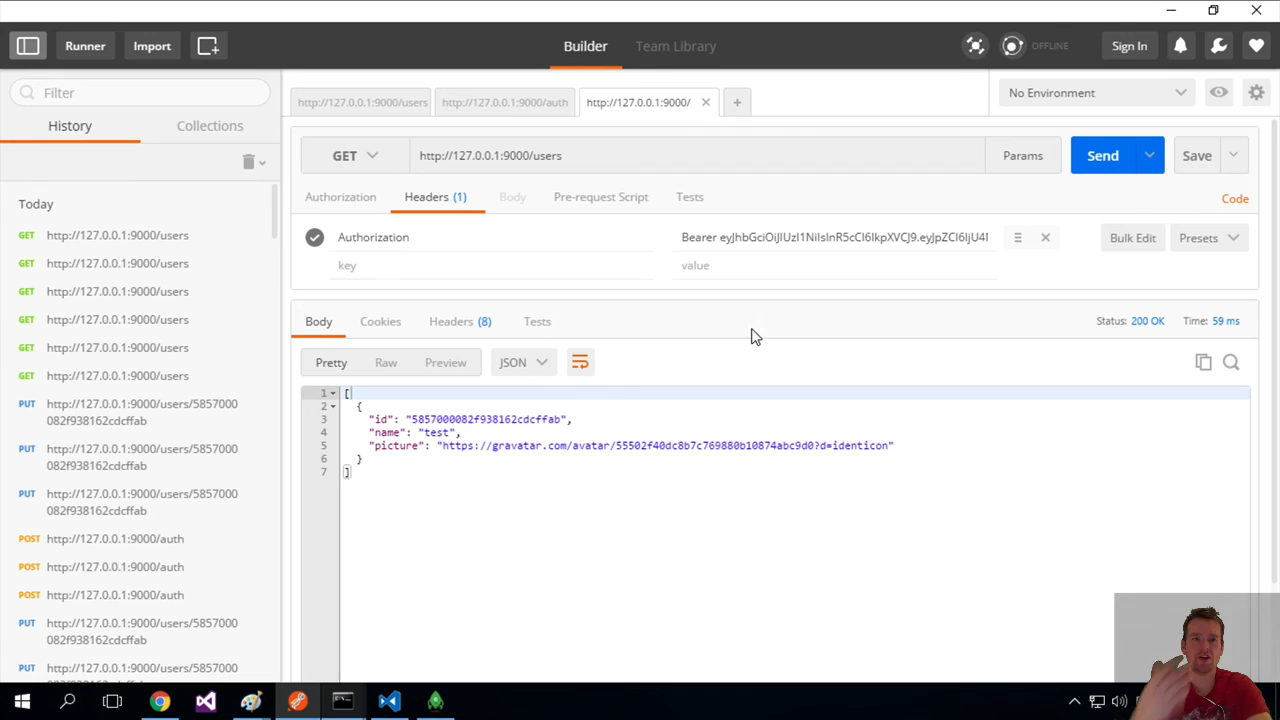 Runner
Import
Builder
Team Library
OFFLINE
Sign In
Filter
History
Collections
http://127.0.0.1:9000/users
http://127.0.0.1:9000/auth
http://127.0.0.1:9000/
No Environment
GET
http://127.0.0.1:9000/users
Params
Send
Save
Authorization
Headers (1)
Body
Pre-request Script
Tests
Code
Authorization
Bulk Edit
Presets
key
value
Today
GET http://127.0.0.1:9000/users
GET http://127.0.0.1:9000/users
GET http://127.0.0.1:9000/users
GET http://127.0.0.1:9000/users
GET http://127.0.0.1:9000/users
GET http://127.0.0.1:9000/users
PUT http://127.0.0.1:9000/users/5857000
082f938162cdcffab
PUT http://127.0.0.1:9000/users/5857000
082f938162cdcffab
PUT http://127.0.0.1:9000/users/5857000
082f938162cdcffab
POST http://127.0.0.1:9000/auth
POST http://127.0.0.1:9000/auth
POST http://127.0.0.1:9000/auth
PUT http://127.0.0.1:9000/users/5857000
082f938162cdcffab
PUT http://127.0.0.1:9000/users/5857000
Body
Cookies
Headers (8)
Tests
Status: 200 OK
Time: 59 ms
Pretty
Raw
Preview
JSON
1 [
2 {
3 "id": "5857000082f938162cdcffab",
4 "name": "test",
5 "picture": "https://gravatar.com/avatar/55502f40dc8b7c769880b10874abc9d0?d=identicon"
6 }
7 ]